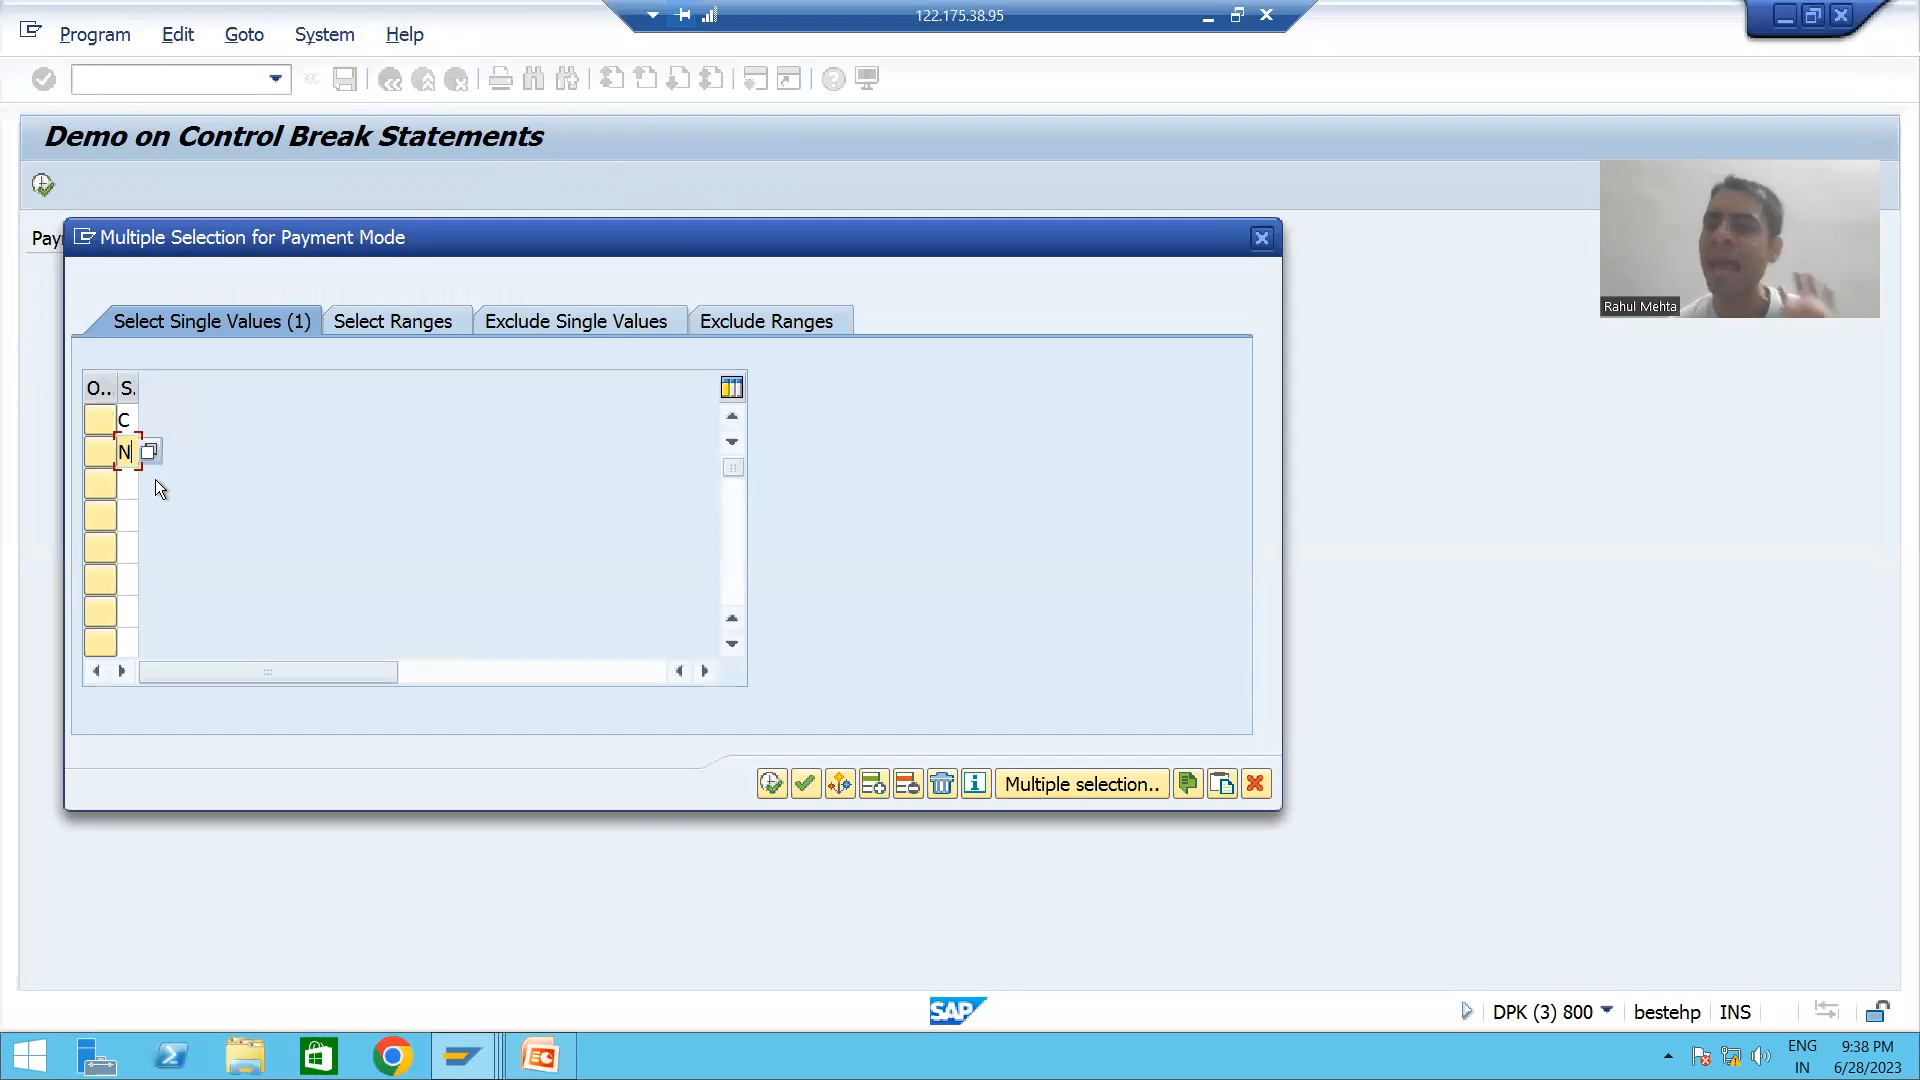 122.175.38.95
Program Edit Goto System Help
Demo on Control Break Statements
Pay
Multiple Selection for Payment Mode
Select Single Values (1) Select Ranges Exclude Single Values Exclude Ranges
O.. S.
C
N
Rahul Mehta
Multiple selection..
SAP
DPK (3) 800 bestehp INS
ENG 9:38 PM
IN 6/28/2023